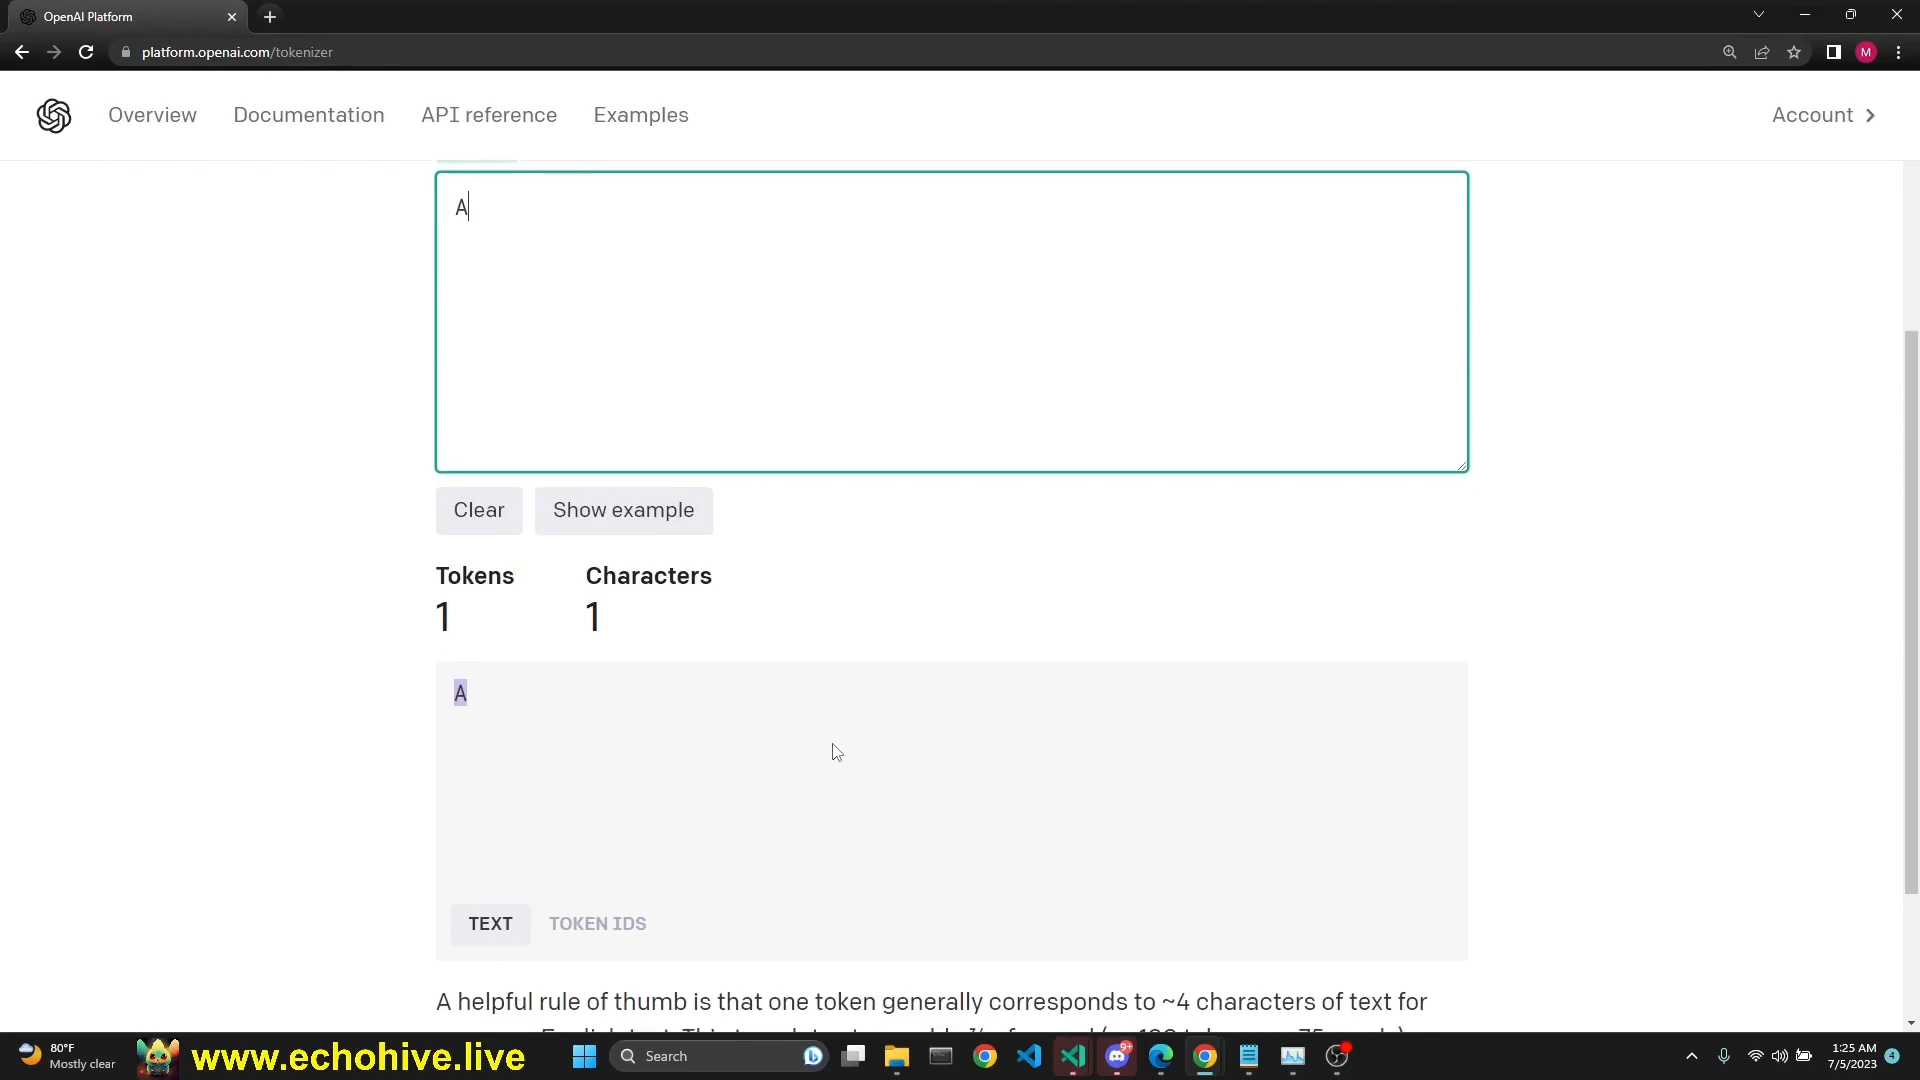 OpenAI Platform
platform.openai.com/tokenizer
M
Overview
Documentation
API reference
Examples
Account
A
Clear
Show example
Tokens
Characters
1
1
A
TEXT
TOKEN IDS
A helpful rule of thumb is that one token generally corresponds to ~4 characters of text for
80°F
Mostly clear
www.echohive.live
Search
9+
1:25 AM
7/5/2023
4